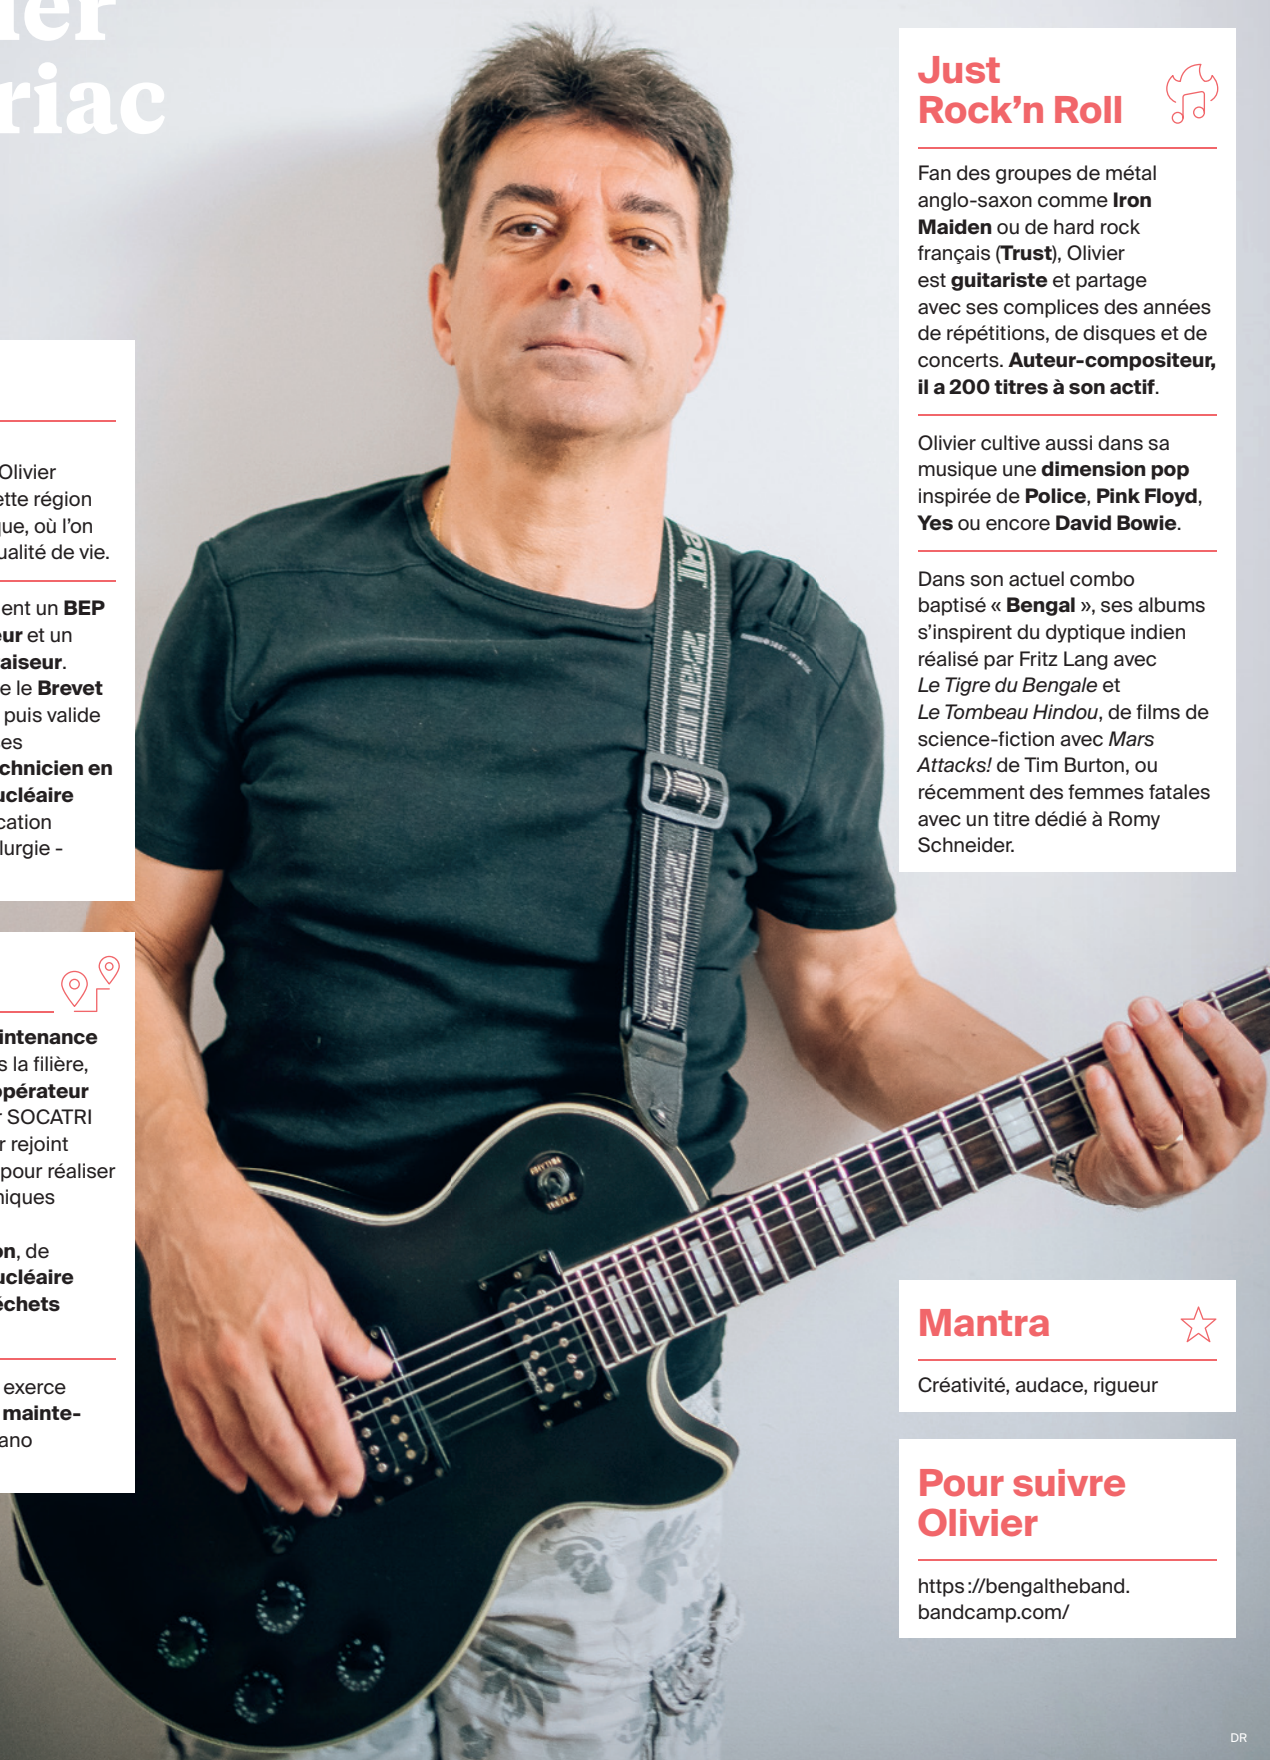 ier
riac
Olivier
ette région
que, où l’on
ualité de vie.
ent un BEP
eur et un
aiseur.
e le Brevet
puis valide
es
chnicien en
ucléaire
cation
lurgie -
intenance
s la filière,
opérateur
r SOCATRI
r rejoint
pour réaliser
niques
on, de
ucléaire
échets
exerce
mainte-
ano
Ibanez
Ibanez
Ibanez
RHYTHM
TREBLE
Just
Rock’n Roll
Fan des groupes de métal
anglo-saxon comme Iron
Maiden ou de hard rock
français (Trust), Olivier
est guitariste et partage
avec ses complices des années
de répétitions, de disques et de
concerts. Auteur-compositeur,
il a 200 titres à son actif.
Olivier cultive aussi dans sa
musique une dimension pop
inspirée de Police, Pink Floyd,
Yes ou encore David Bowie.
Dans son actuel combo
baptisé « Bengal », ses albums
s’inspirent du dyptique indien
réalisé par Fritz Lang avec
Le Tigre du Bengale et
Le Tombeau Hindou, de films de
science-fiction avec Mars
Attacks! de Tim Burton, ou
récemment des femmes fatales
avec un titre dédié à Romy
Schneider.
Mantra
Créativité, audace, rigueur
Pour suivre
Olivier
https ://bengaltheband.
bandcamp.com/
DR